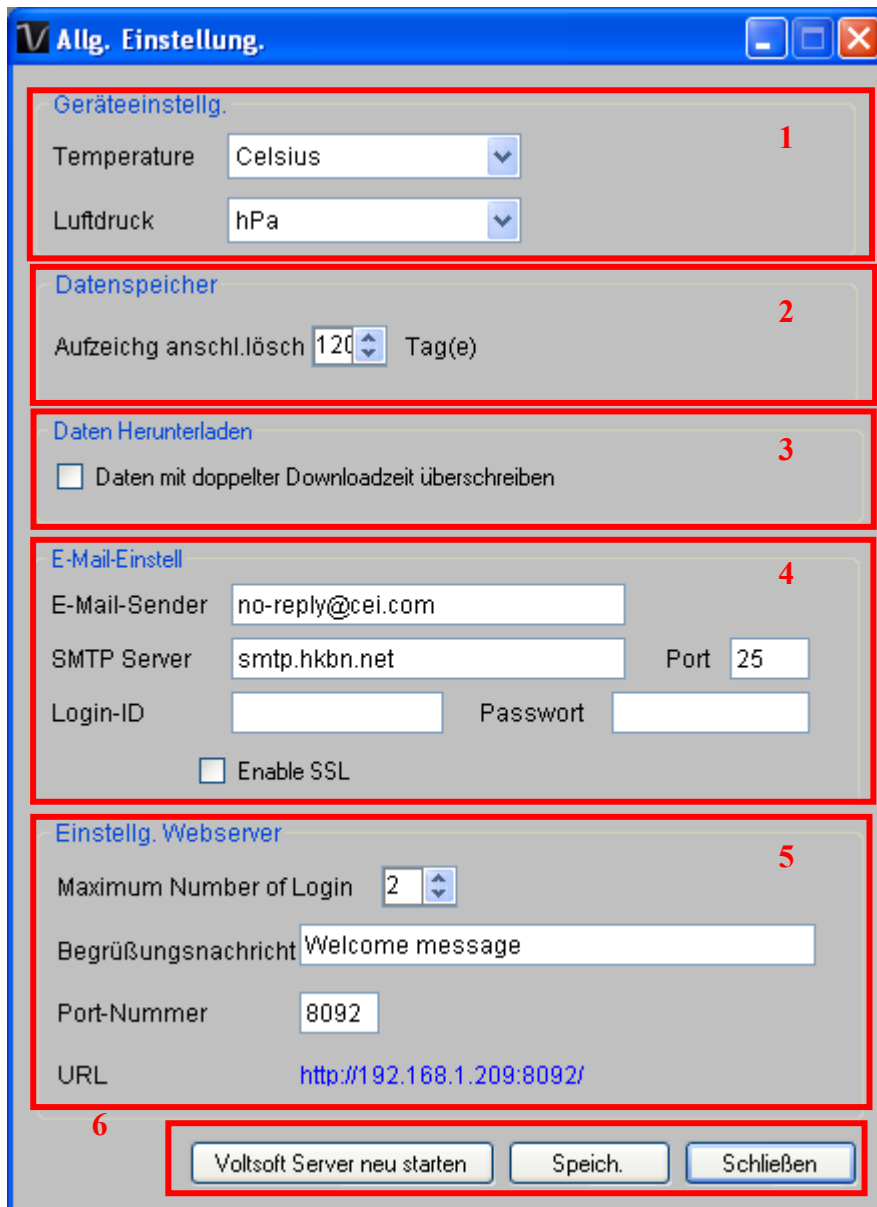 Allg. Einstellung.
Geräteeinstellg.
1
Temperature Celsius
Luftdruck hPa
Datenspeicher
2
Aufzeichg anschl.lösch 120 Tag(e)
Daten Herunterladen
3
Daten mit doppelter Downloadzeit überschreiben
E-Mail-Einstell
4
E-Mail-Sender no-reply@cei.com
SMTP Server smtp.hkbn.net Port 25
Login-ID Passwort
Enable SSL
Einstellg. Webserver
5
Maximum Number of Login 2
Begrüßungsnachricht Welcome message
Port-Nummer 8092
URL http://192.168.1.209:8092/
6
Voltsoft Server neu starten Speich. Schließen